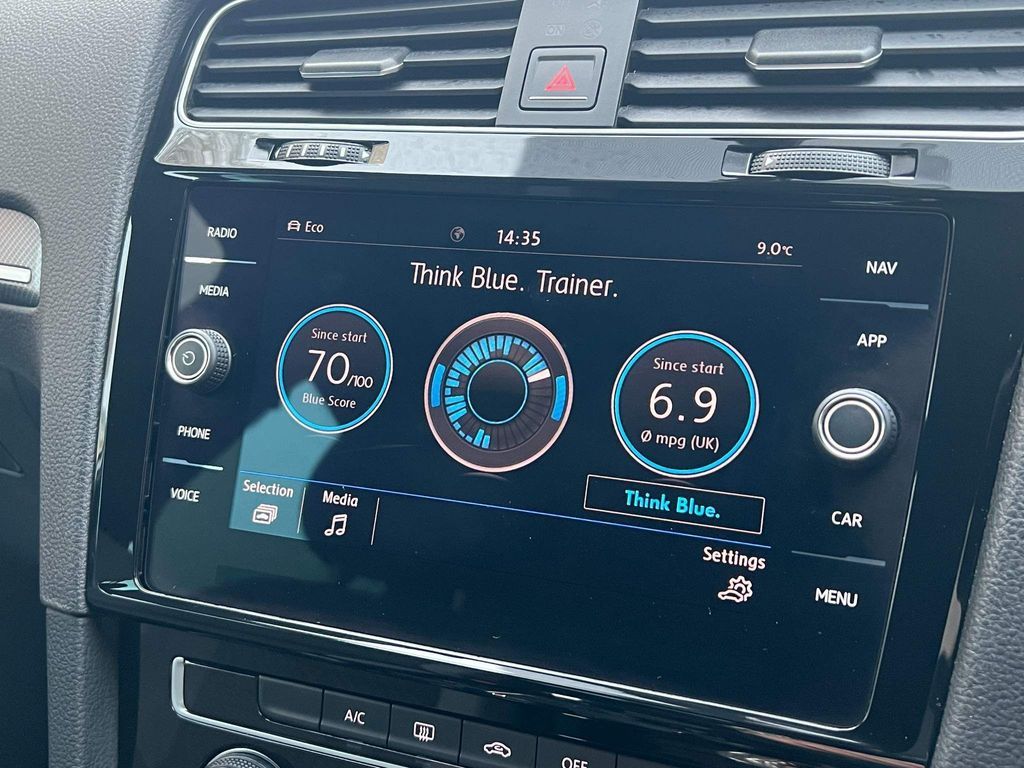 RADIO
MEDIA
PHONE
VOICE
Eco
14:35
9.0°C
Think Blue. Trainer.
Since start
70/100
Blue Score
Since start
6.9
Ø mpg (UK)
Think Blue.
Selection
Media
Settings
NAV
APP
CAR
MENU
A/C
OFF